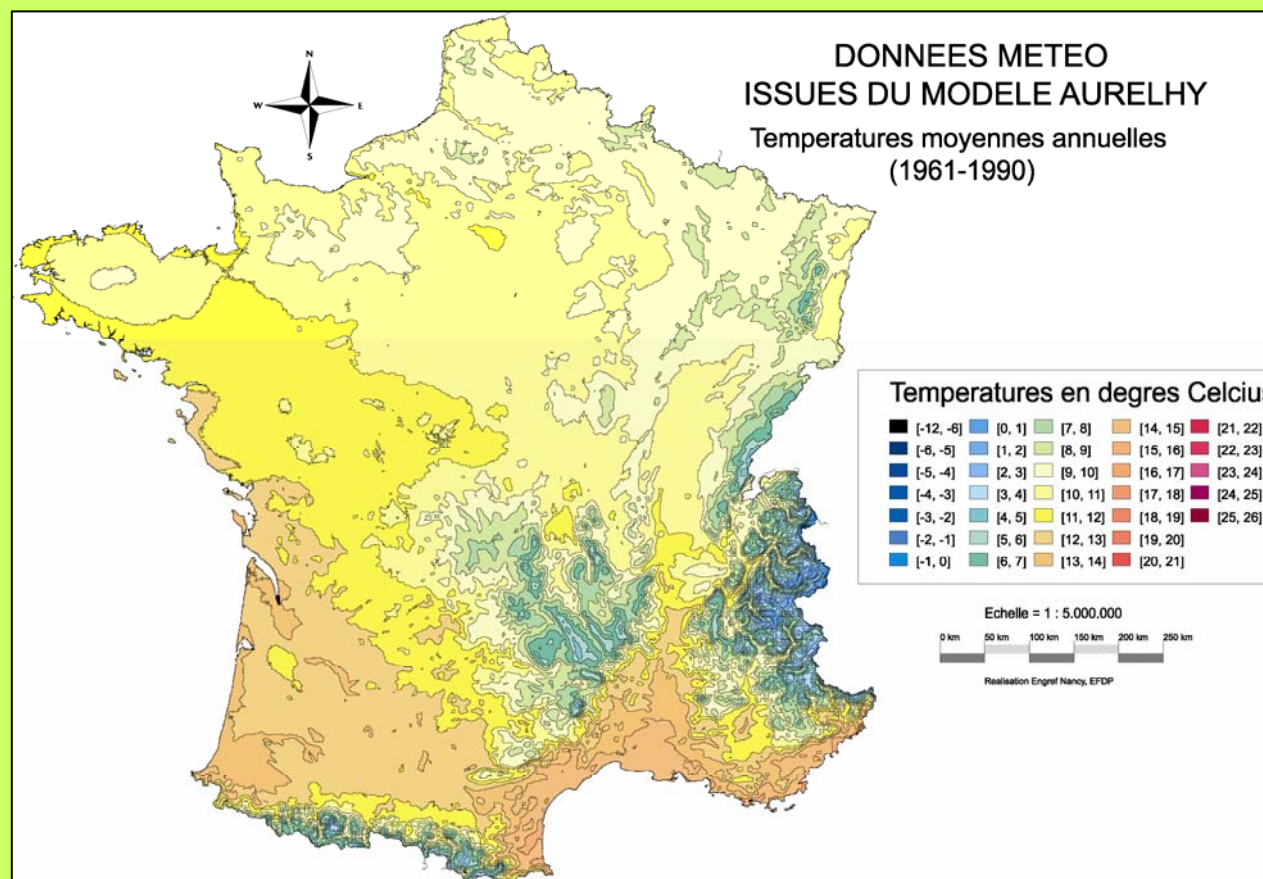 N
W E
S
DONNEES METEO
ISSUES DU MODELE AURELHY
Temperatures moyennes annuelles
(1961-1990)
Temperatures en degres Celcius
[-12, -6] [0, 1] [7, 8] [14, 15] [21, 22]
[-6, -5] [1, 2] [8, 9] [15, 16] [22, 23]
[-5, -4] [2, 3] [9, 10] [16, 17] [23, 24]
[-4, -3] [3, 4] [10, 11] [17, 18] [24, 25]
[-3, -2] [4, 5] [11, 12] [18, 19] [25, 26]
[-2, -1] [5, 6] [12, 13] [19, 20]
[-1, 0] [6, 7] [13, 14] [20, 21]
Echelle = 1 : 5.000.000
0 km 50 km 100 km 150 km 200 km 250 km
Realisation Engref Nancy, EFDP